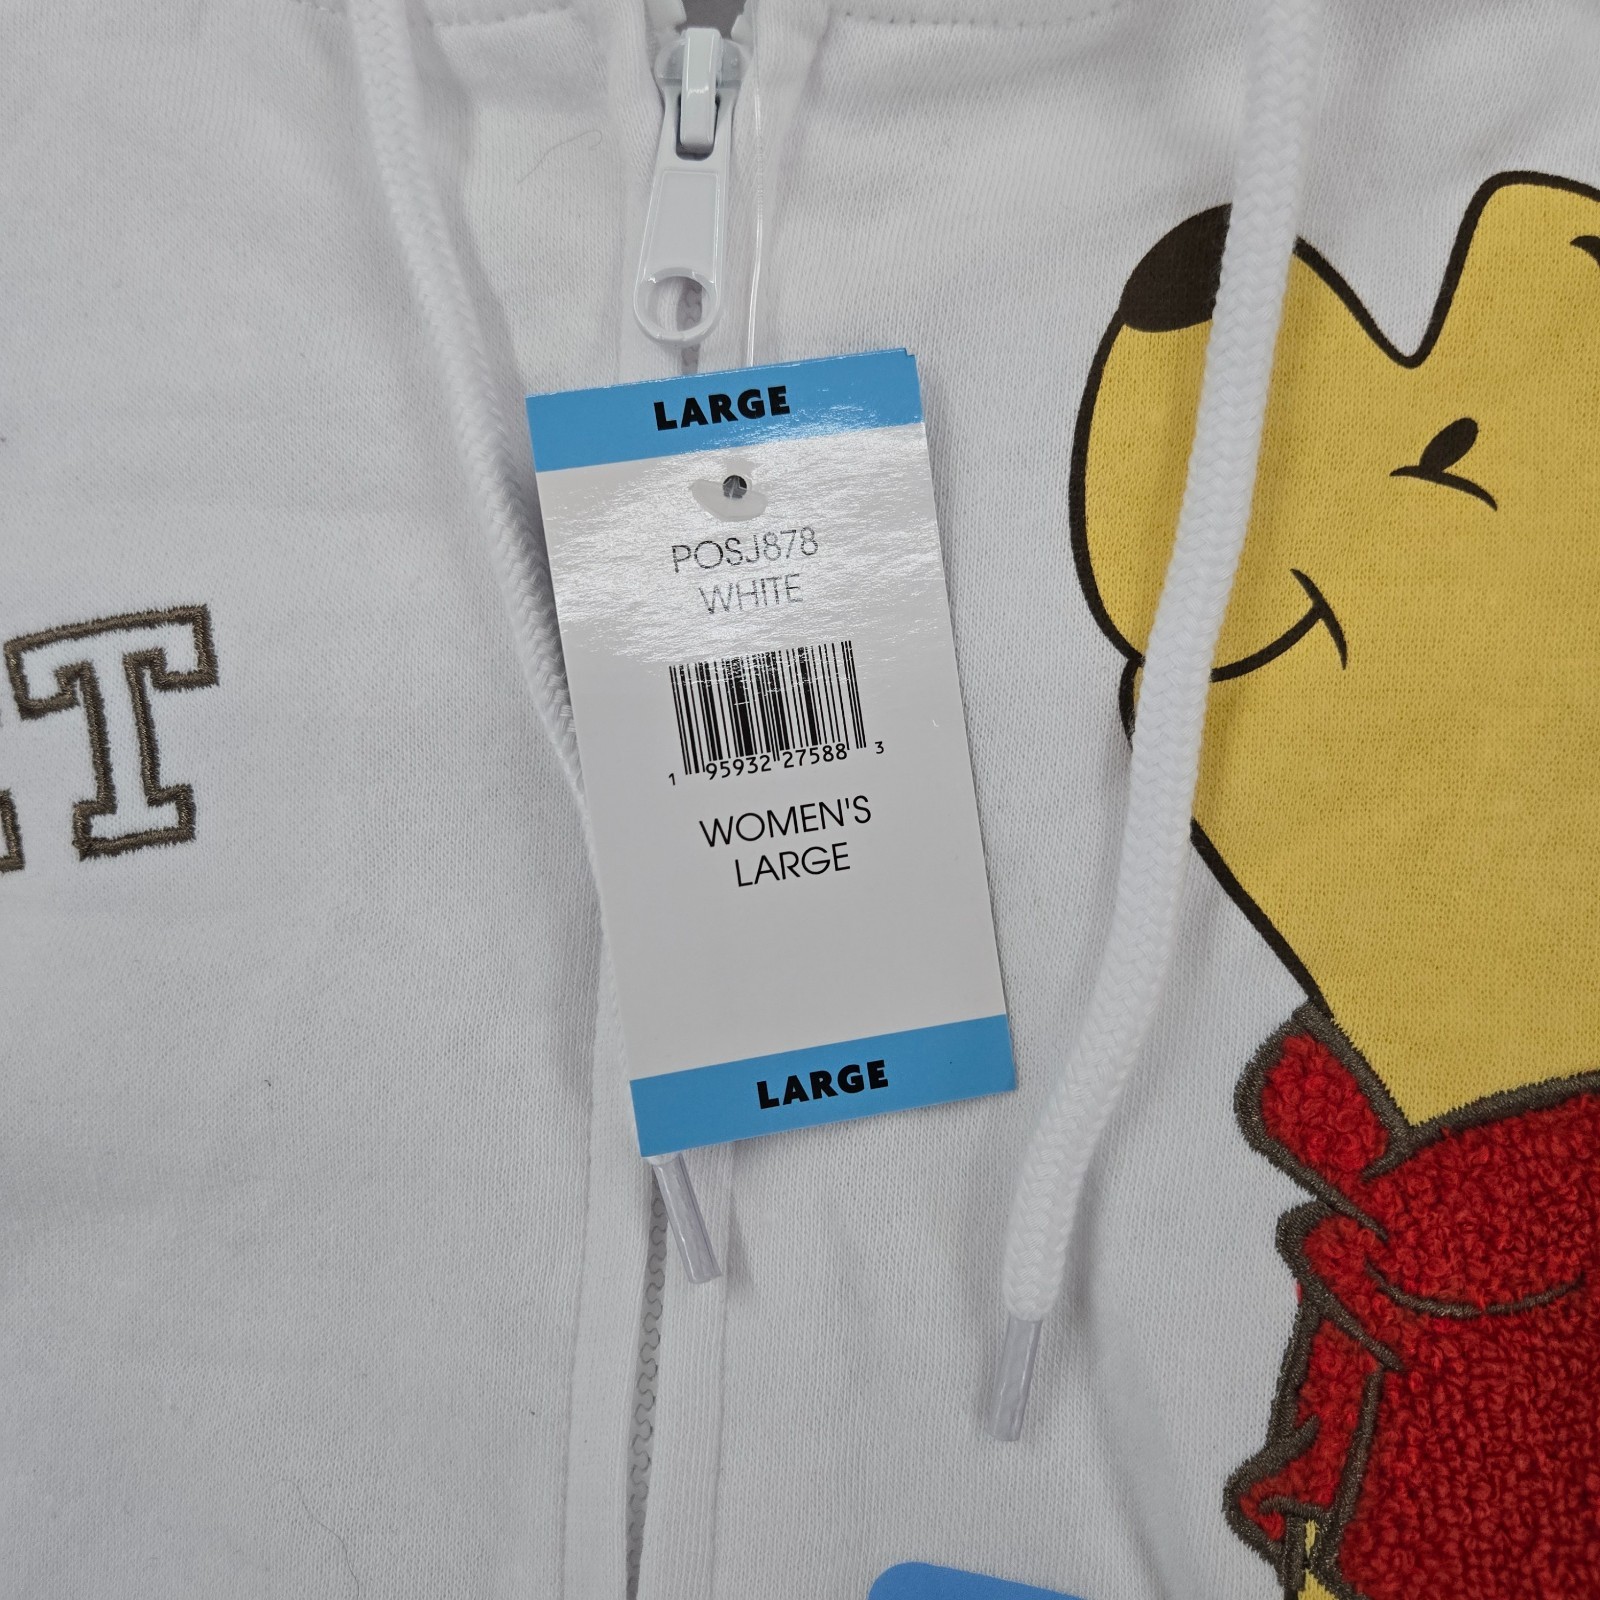 LARGE
POSJ878
WHITE
1 95932 27588 3
WOMEN'S
LARGE
LARGE
T